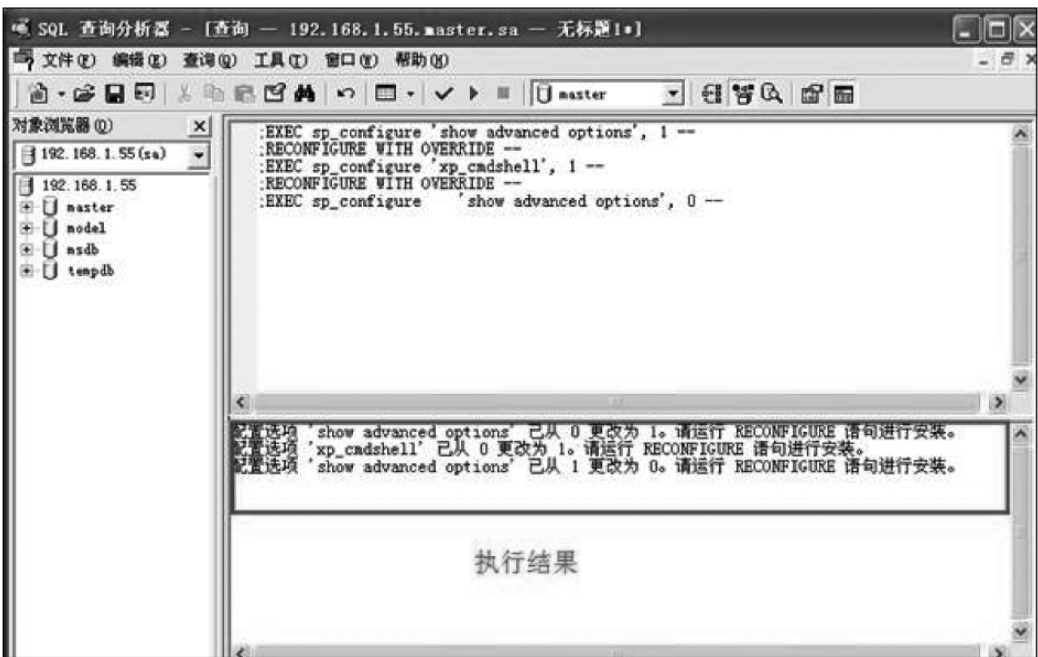 SQL 查询分析器 - [查询 — 192.168.1.55.master.sa — 无标题1*]
文件(F) 编辑(E) 查询(Q) 工具(T) 窗口(W) 帮助(H)
master
对象浏览器(O)
192.168.1.55(sa)
192.168.1.55
master
model
msdb
tempdb
;EXEC sp_configure 'show advanced options', 1 --
;RECONFIGURE WITH OVERRIDE --
;EXEC sp_configure 'xp_cmdshell', 1 --
;RECONFIGURE WITH OVERRIDE --
;EXEC sp_configure    'show advanced options', 0 --
配置选项 'show advanced options' 已从 0 更改为 1。请运行 RECONFIGURE 语句进行安装。
配置选项 'xp_cmdshell' 已从 0 更改为 1。请运行 RECONFIGURE 语句进行安装。
配置选项 'show advanced options' 已从 1 更改为 0。请运行 RECONFIGURE 语句进行安装。
执行结果